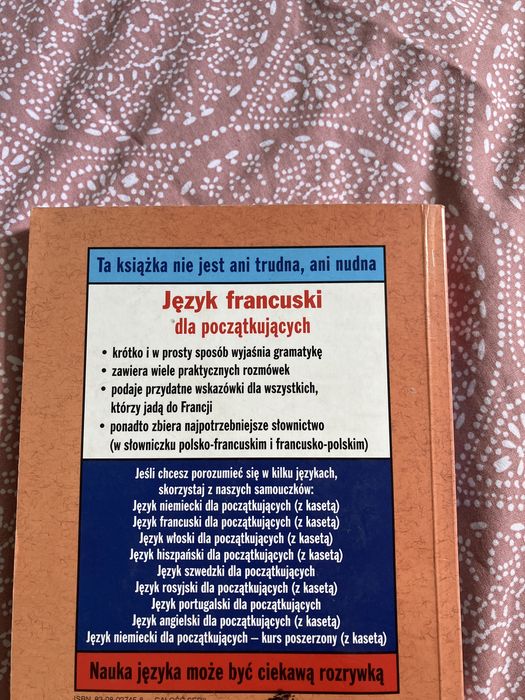 Ta książka nie jest ani trudna, ani nudna
Język francuski
dla początkujących
• krótko i w prosty sposób wyjaśnia gramatykę
• zawiera wiele praktycznych rozmówek
• podaje przydatne wskazówki dla wszystkich,
którzy jadą do Francji
• ponadto zbiera najpotrzebniejsze słownictwo
(w słowniczku polsko-francuskim i francusko-polskim)
Jeśli chcesz porozumieć się w kilku językach,
skorzystaj z naszych samouczków:
Język niemiecki dla początkujących (z kasetą)
Język francuski dla początkujących (z kasetą)
Język włoski dla początkujących (z kasetą)
Język hiszpański dla początkujących (z kasetą)
Język szwedzki dla początkujących
Język rosyjski dla początkujących (z kasetą)
Język portugalski dla początkujących
Język angielski dla początkujących (z kasetą)
Język niemiecki dla początkujących – kurs poszerzony (z kasetą)
Nauka języka może być ciekawą rozrywką
ISBN